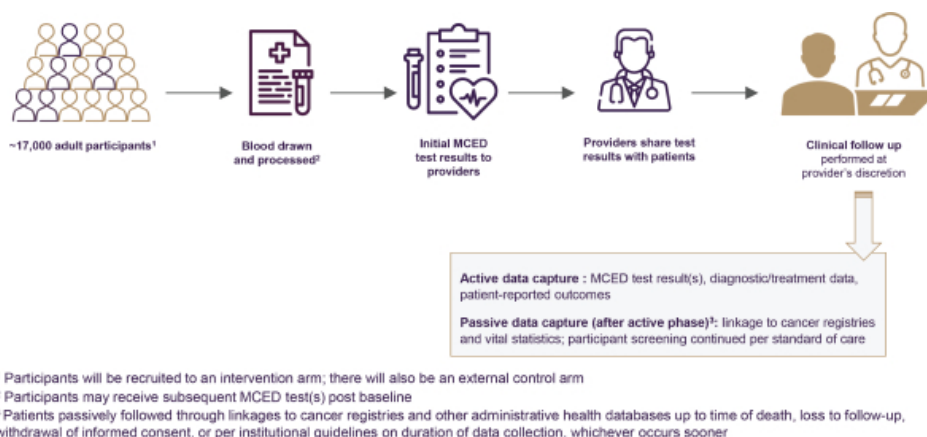 ~17,000 adult participants¹
Blood drawn
and processed²
Initial MCED
test results to
providers
Providers share test
results with patients
Clinical follow up
performed at
provider's discretion
Active data capture : MCED test result(s), diagnostic/treatment data,
patient-reported outcomes
Passive data capture (after active phase)³: linkage to cancer registries
and vital statistics; participant screening continued per standard of care
Participants will be recruited to an intervention arm; there will also be an external control arm
Participants may receive subsequent MCED test(s) post baseline
Patients passively followed through linkages to cancer registries and other administrative health databases up to time of death, loss to follow-up,
withdrawal of informed consent, or per institutional guidelines on duration of data collection, whichever occurs sooner